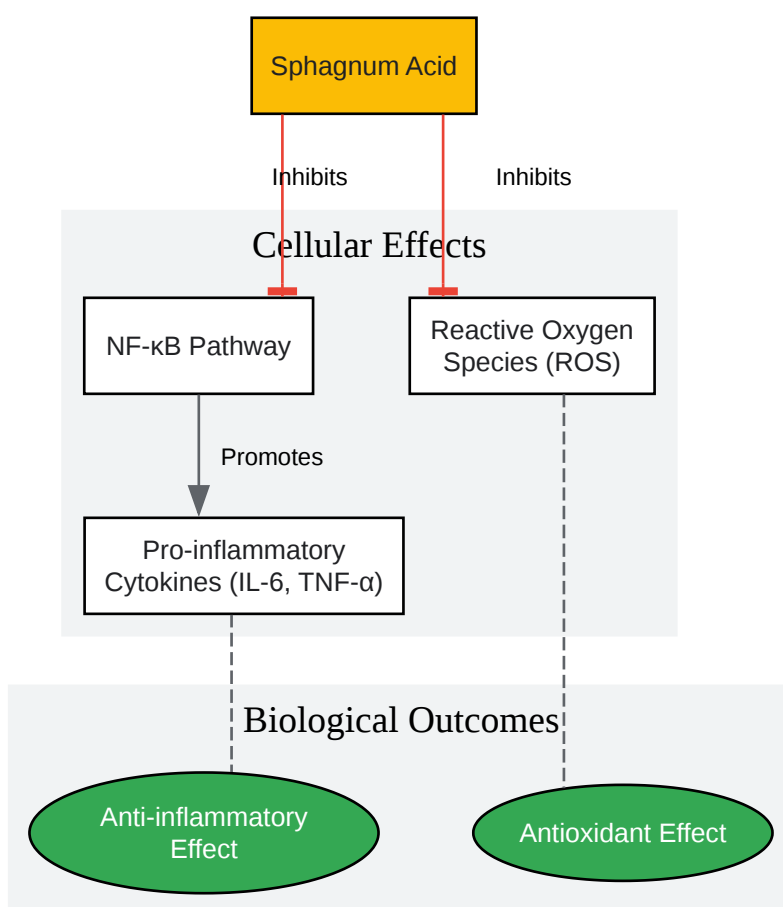 Sphagnum Acid
Inhibits
Inhibits
Cellular Effects
NF-κB Pathway
Reactive Oxygen
Species (ROS)
Promotes
Pro-inflammatory
Cytokines (IL-6, TNF-α)
Biological Outcomes
Anti-inflammatory
Effect
Antioxidant Effect